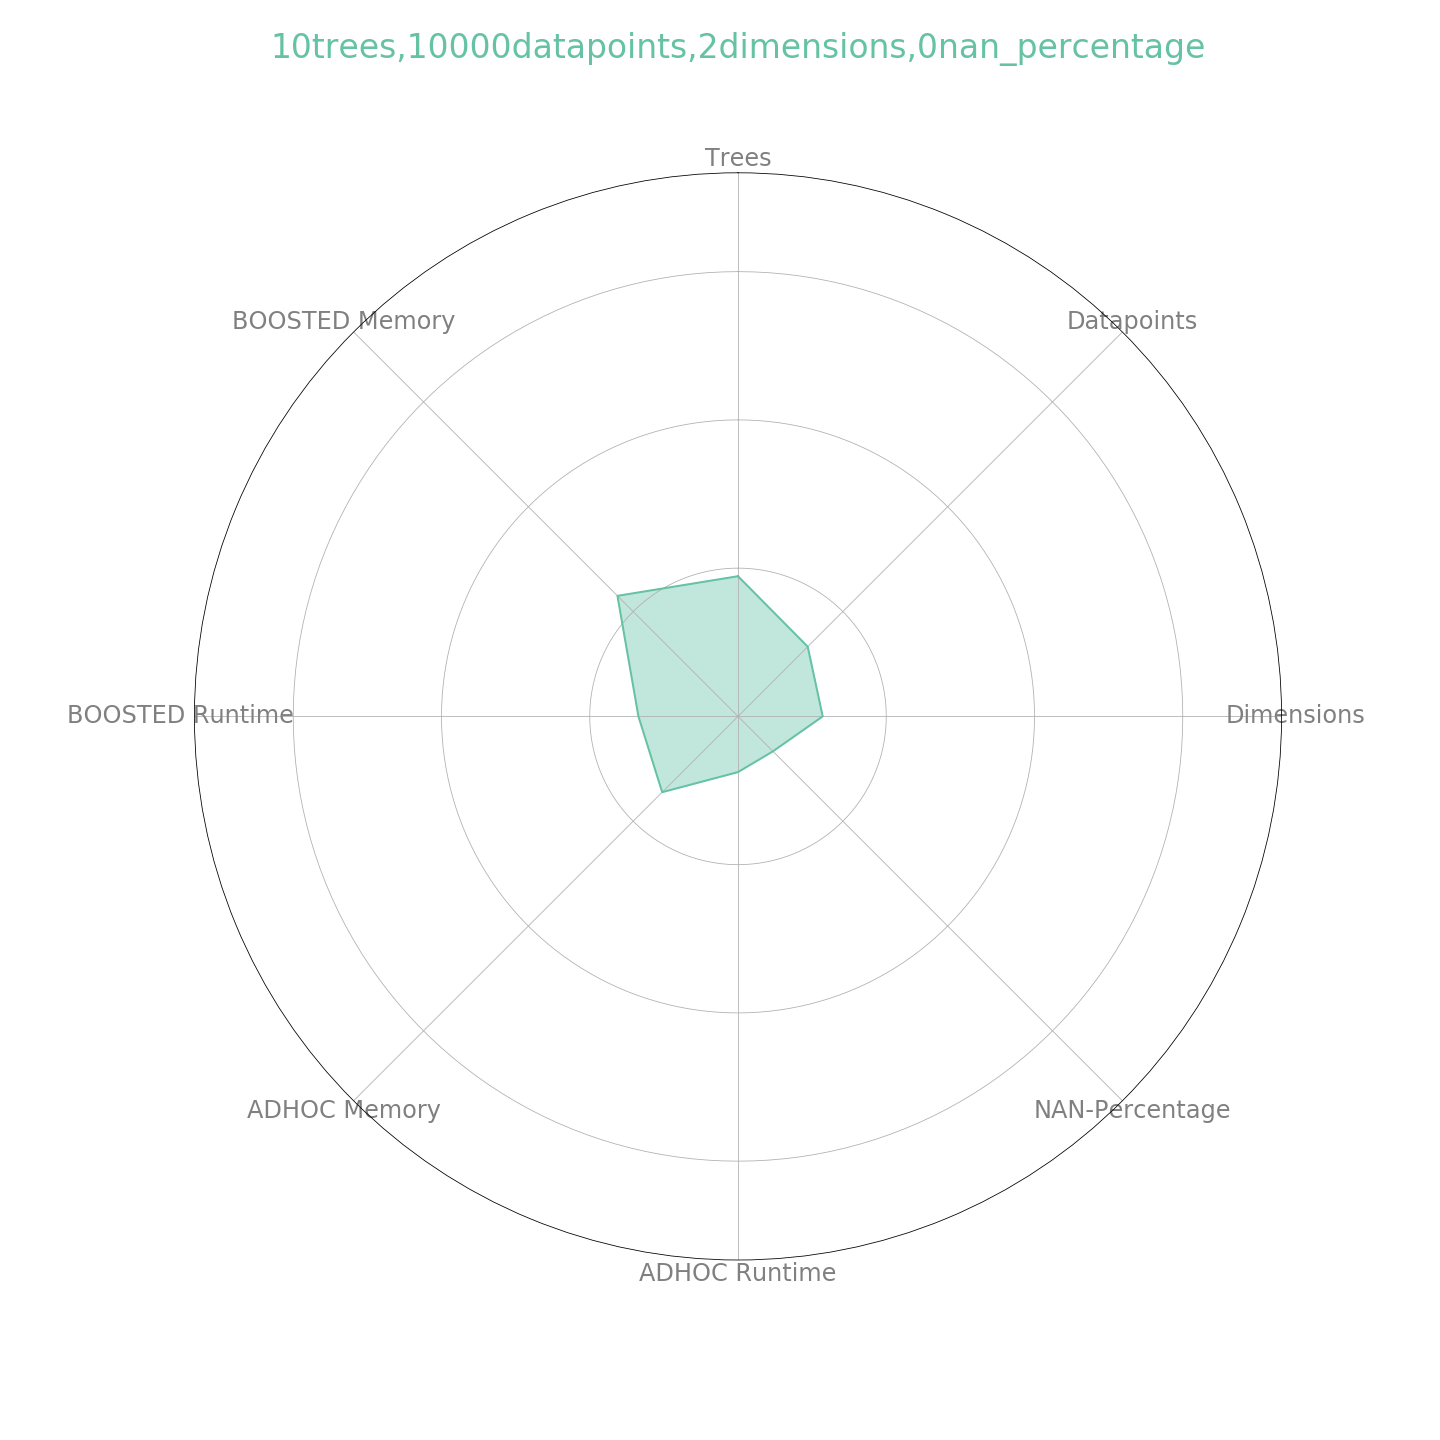 10trees,10000datapoints,2dimensions,0nan_percentage
Trees
BOOSTED Memory
Datapoints
BOOSTED Runtime
Dimensions
ADHOC Memory
NAN-Percentage
ADHOC Runtime